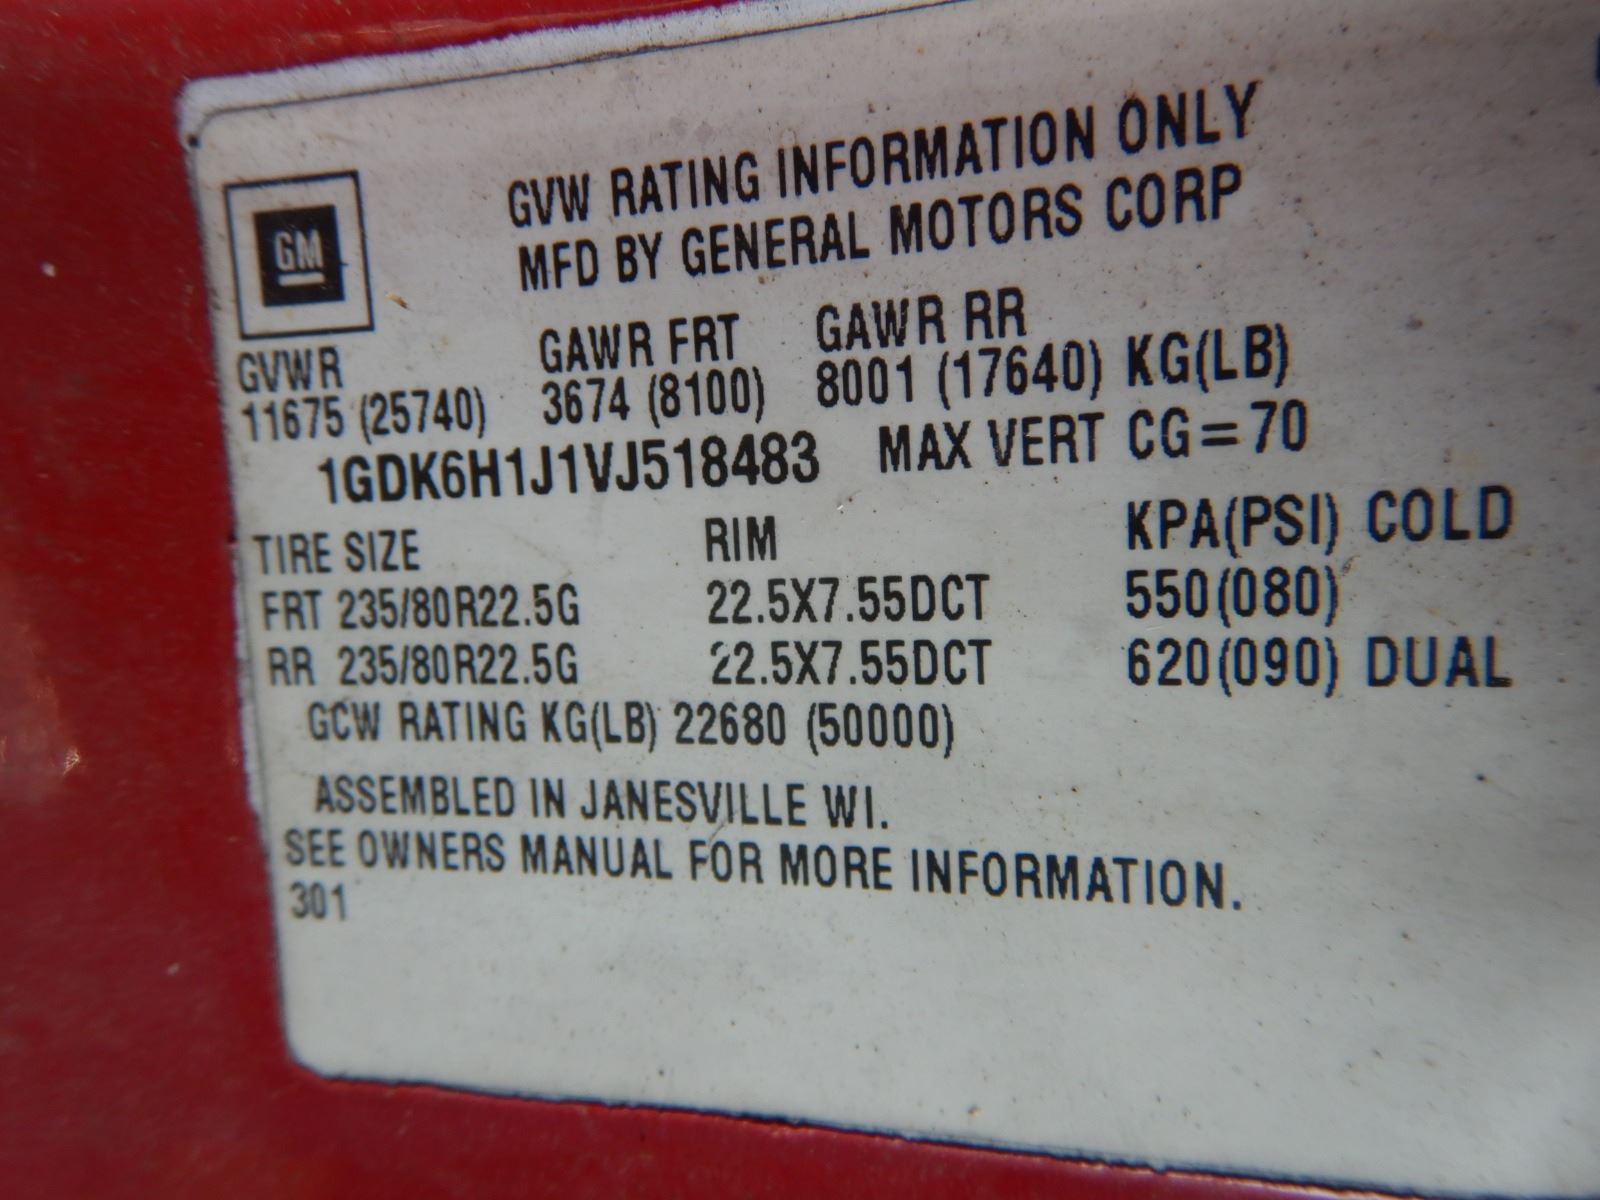 GM
GVW RATING INFORMATION ONLY
MFD BY GENERAL MOTORS CORP
GVWR GAWR FRT GAWR RR
11675 (25740) 3674 (8100) 8001 (17640) KG(LB)
1GDK6H1J1VJ518483 MAX VERT CG=70
TIRE SIZE RIM KPA(PSI) COLD
FRT 235/80R22.5G 22.5X7.55DCT 550(080)
RR 235/80R22.5G 22.5X7.55DCT 620(090) DUAL
GCW RATING KG(LB) 22680 (50000)
ASSEMBLED IN JANESVILLE WI.
SEE OWNERS MANUAL FOR MORE INFORMATION.
301